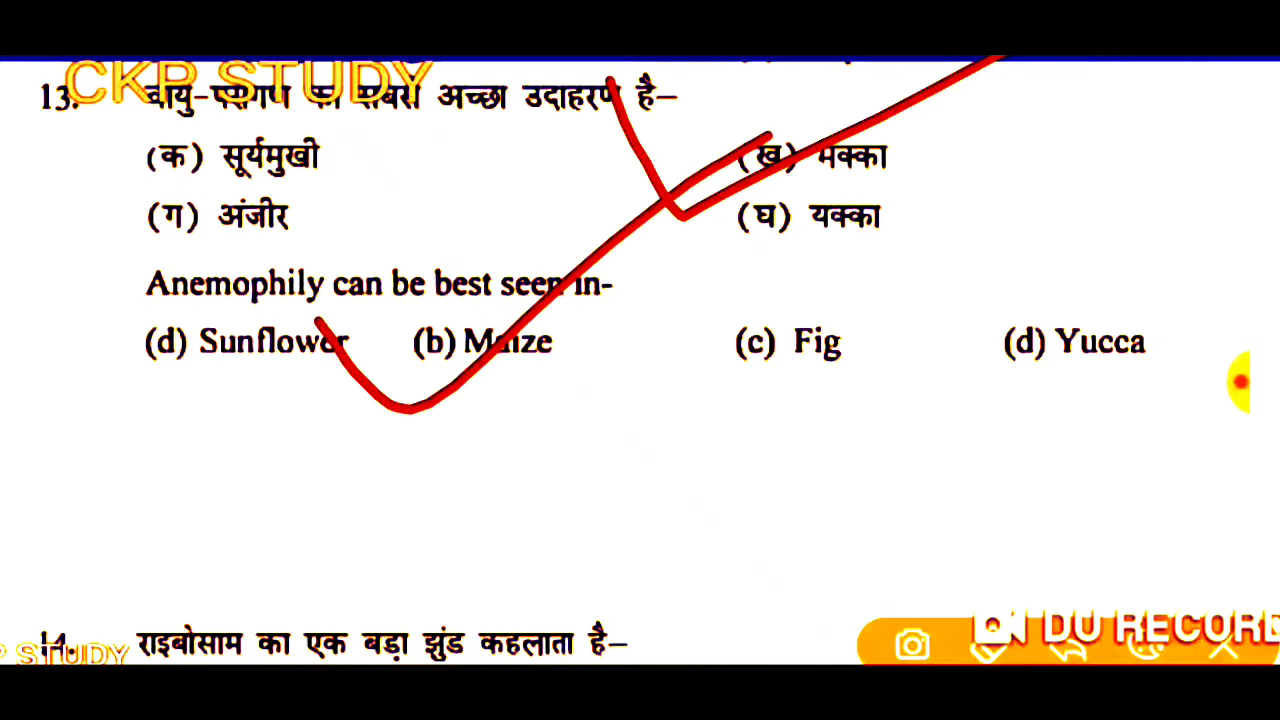 CKP STUDY
13. वायु-परागण का सबसे अच्छा उदाहरण है–
(क) सूर्यमुखी (ख) मक्का
(ग) अंजीर (घ) यक्का
Anemophily can be best seen in-
(d) Sunflower (b) Maize (c) Fig (d) Yucca
14. राइबोसाम का एक बड़ा झुंड कहलाता है–
P STUDY
DU RECORD